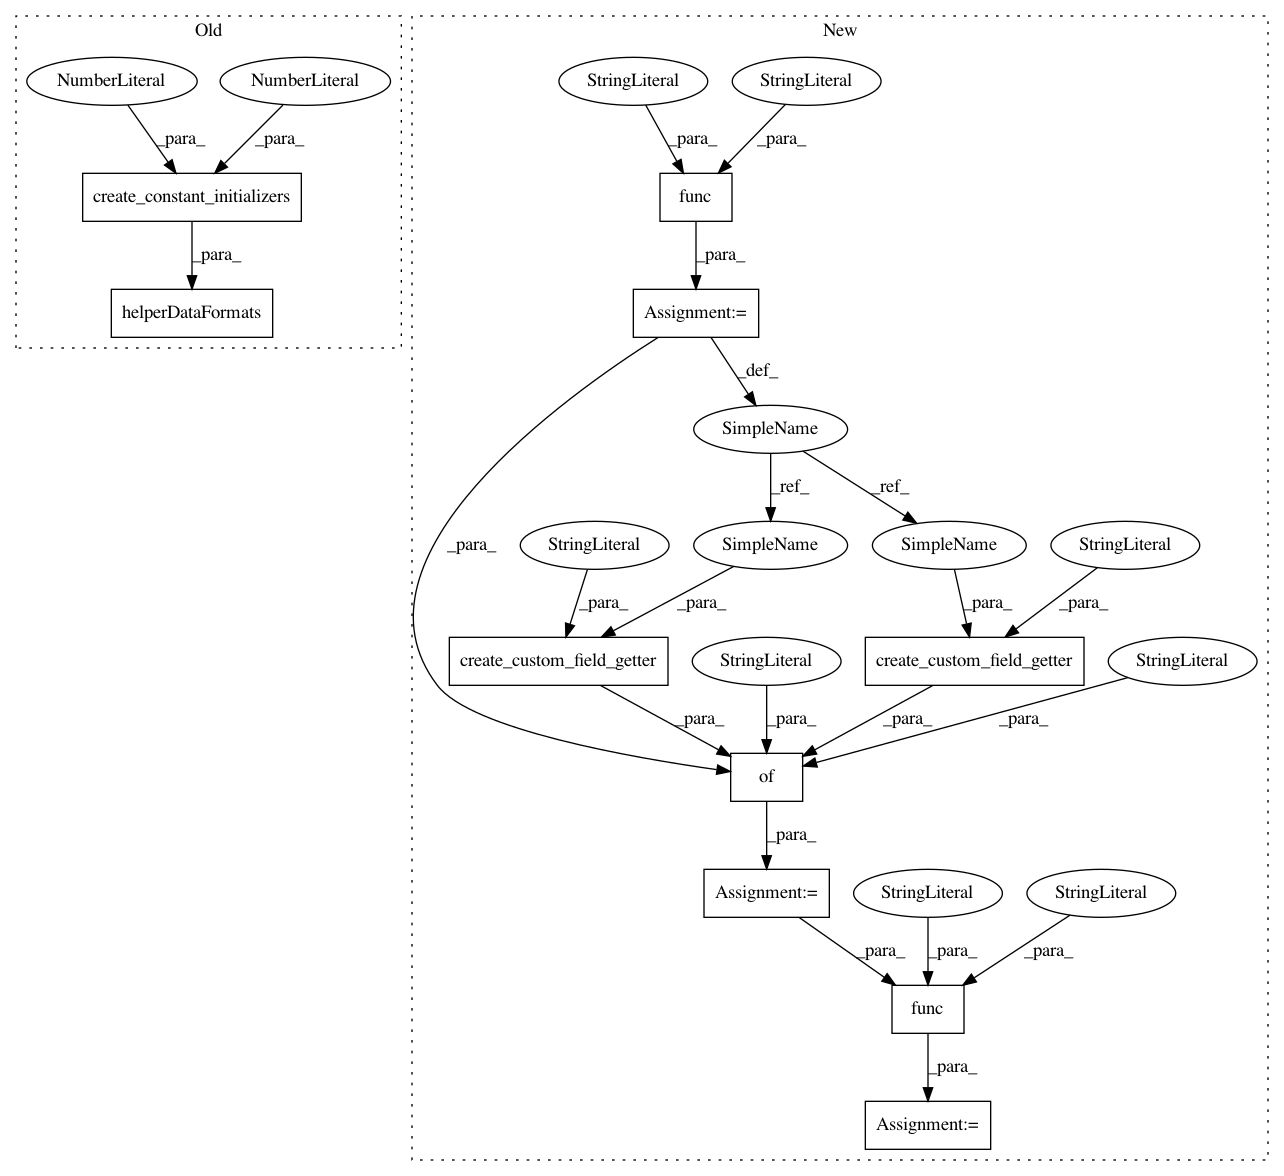 Old
New
NumberLiteral
NumberLiteral
StringLiteral
StringLiteral
_para_
_para_
_para_
_para_
create_constant_initializers
func
_para_
_para_
helperDataFormats
Assignment:=
_def_
SimpleName
_ref_
_ref_
_para_
StringLiteral
SimpleName
SimpleName
StringLiteral
_para_
_para_
_para_
_para_
create_custom_field_getter
StringLiteral
create_custom_field_getter
StringLiteral
_para_
_para_
_para_
_para_
of
_para_
Assignment:=
StringLiteral
StringLiteral
_para_
_para_
_para_
func
_para_
Assignment:=